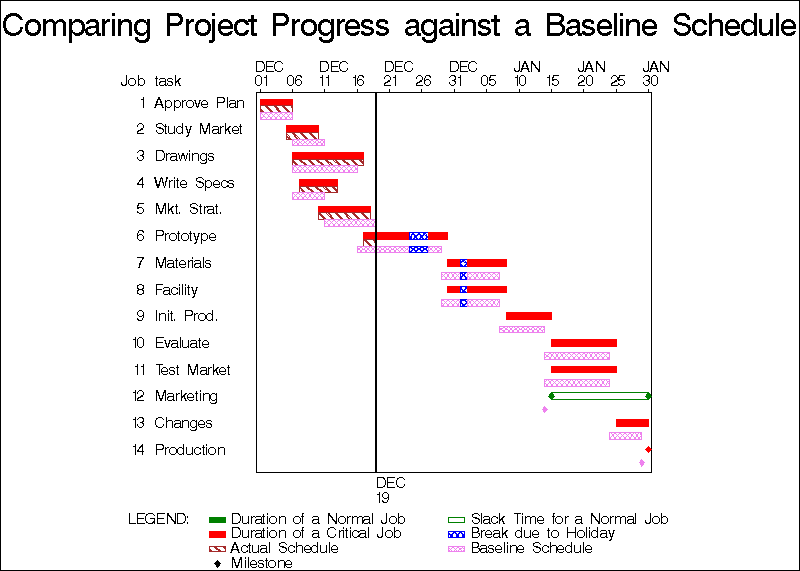 Comparing Project Progress against a Baseline Schedule
DEC DEC DEC DEC JAN JAN JAN
Job task 01 06 11 16 21 26 31 05 10 15 20 25 30
1 Approve Plan
2 Study Market
3 Drawings
4 Write Specs
5 Mkt. Strat.
6 Prototype
7 Materials
8 Facility
9 Init. Prod.
10 Evaluate
11 Test Market
12 Marketing
13 Changes
14 Production
DEC
19
LEGEND: Duration of a Normal Job Slack Time for a Normal Job
Duration of a Critical Job Break due to Holiday
Actual Schedule Baseline Schedule
Milestone